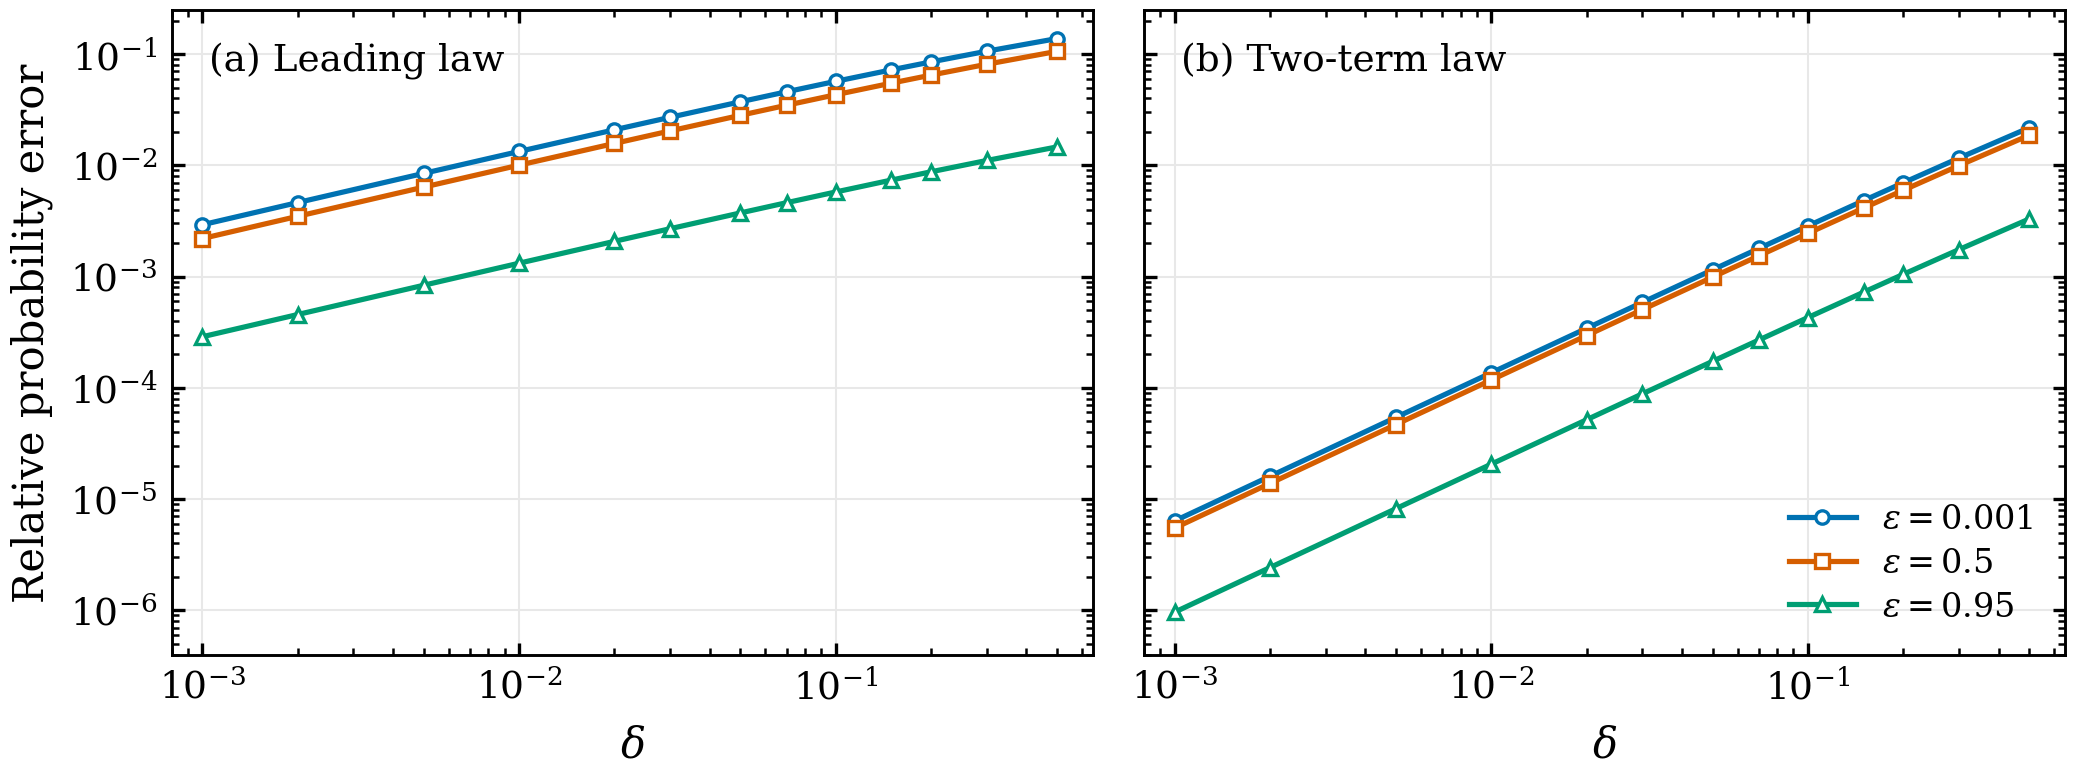 Relative probability error
10⁻¹
10⁻²
10⁻³
10⁻⁴
10⁻⁵
10⁻⁶
(a) Leading law
10⁻³
10⁻²
10⁻¹
δ
(b) Two-term law
ε = 0.001
ε = 0.5
ε = 0.95
10⁻³
10⁻²
10⁻¹
δ